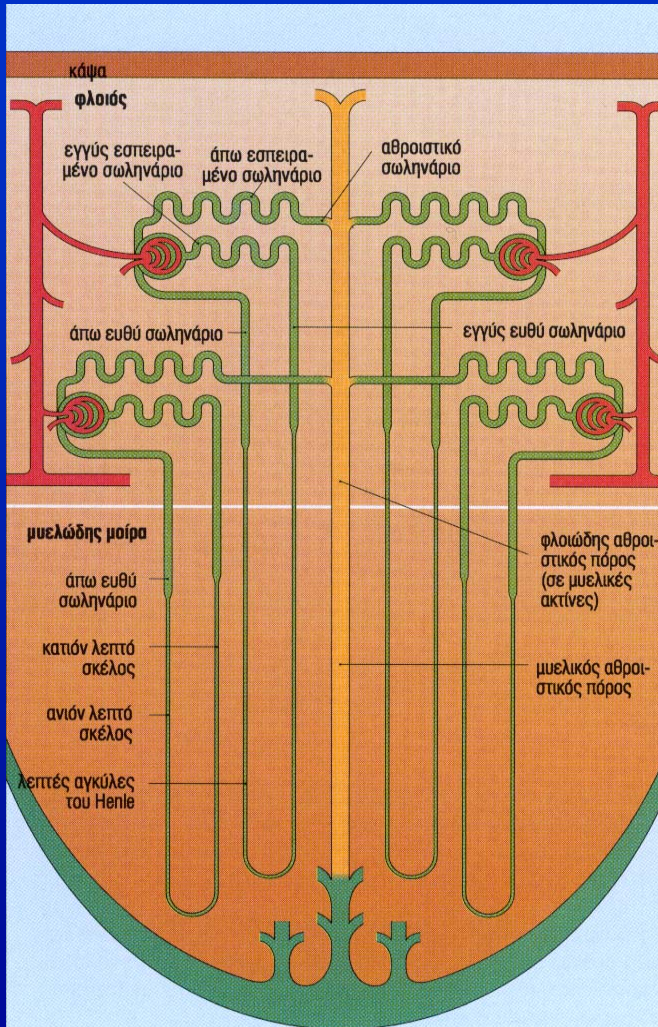 κάψα
φλοιός
εγγύς εσπειρα-
μένο σωληνάριο
άπω εσπειρα-
μένο σωληνάριο
αθροιστικό
σωληνάριο
άπω ευθύ σωληνάριο
εγγύς ευθύ σωληνάριο
μυελώδης μοίρα
άπω ευθύ
σωληνάριο
κατιόν λεπτό
σκέλος
ανιόν λεπτό
σκέλος
λεπτές αγκύλες
του Henle
φλοιώδης αθροι-
στικός πόρος
(σε μυελικές
ακτίνες)
μυελικός αθροι-
στικός πόρος